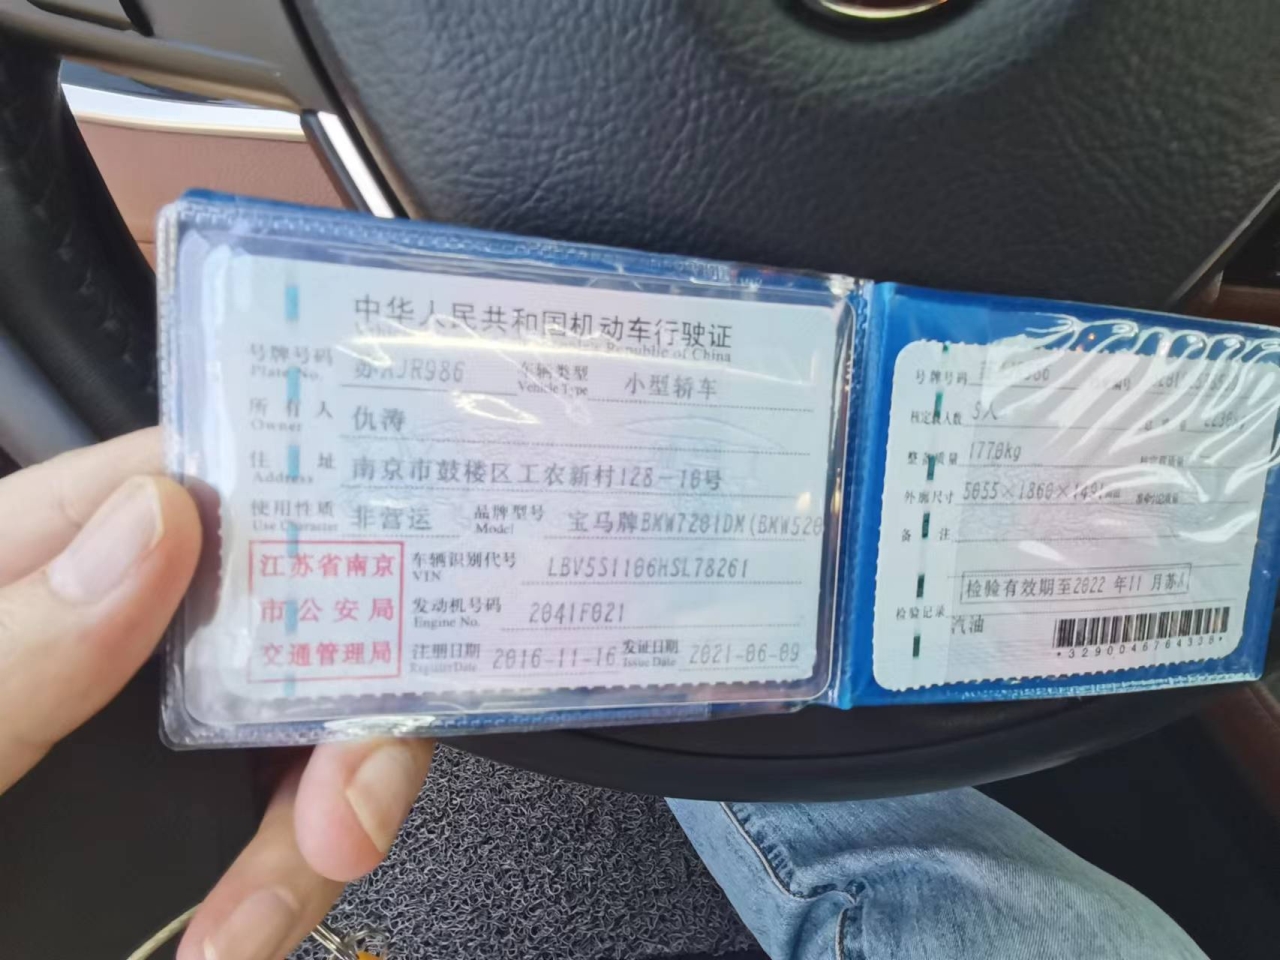 中华人民共和国机动车行驶证
号牌号码 苏AJR986 车辆类型 小型轿车
Plate No. Vehicle Type
所有人 仇涛
Owner
住址 南京市鼓楼区工农新村128-16号
Address
使用性质 非营运 品牌型号 宝马牌BMW7201DM(BMW520
Use Character Model
江苏省南京
市公安局
交通管理局
车辆识别代号 LBV5S1106HSL78261
VIN
发动机号码 2041F021
Engine No.
注册日期 2016-11-16 发证日期 2021-06-09
Register Date Issue Date
号牌号码
核定载人数 5人
整备质量 1770kg
外廓尺寸 5055×1860×1491mm
备注
检验有效期至2022年11月苏A
检验记录
汽油
*3290046764338*